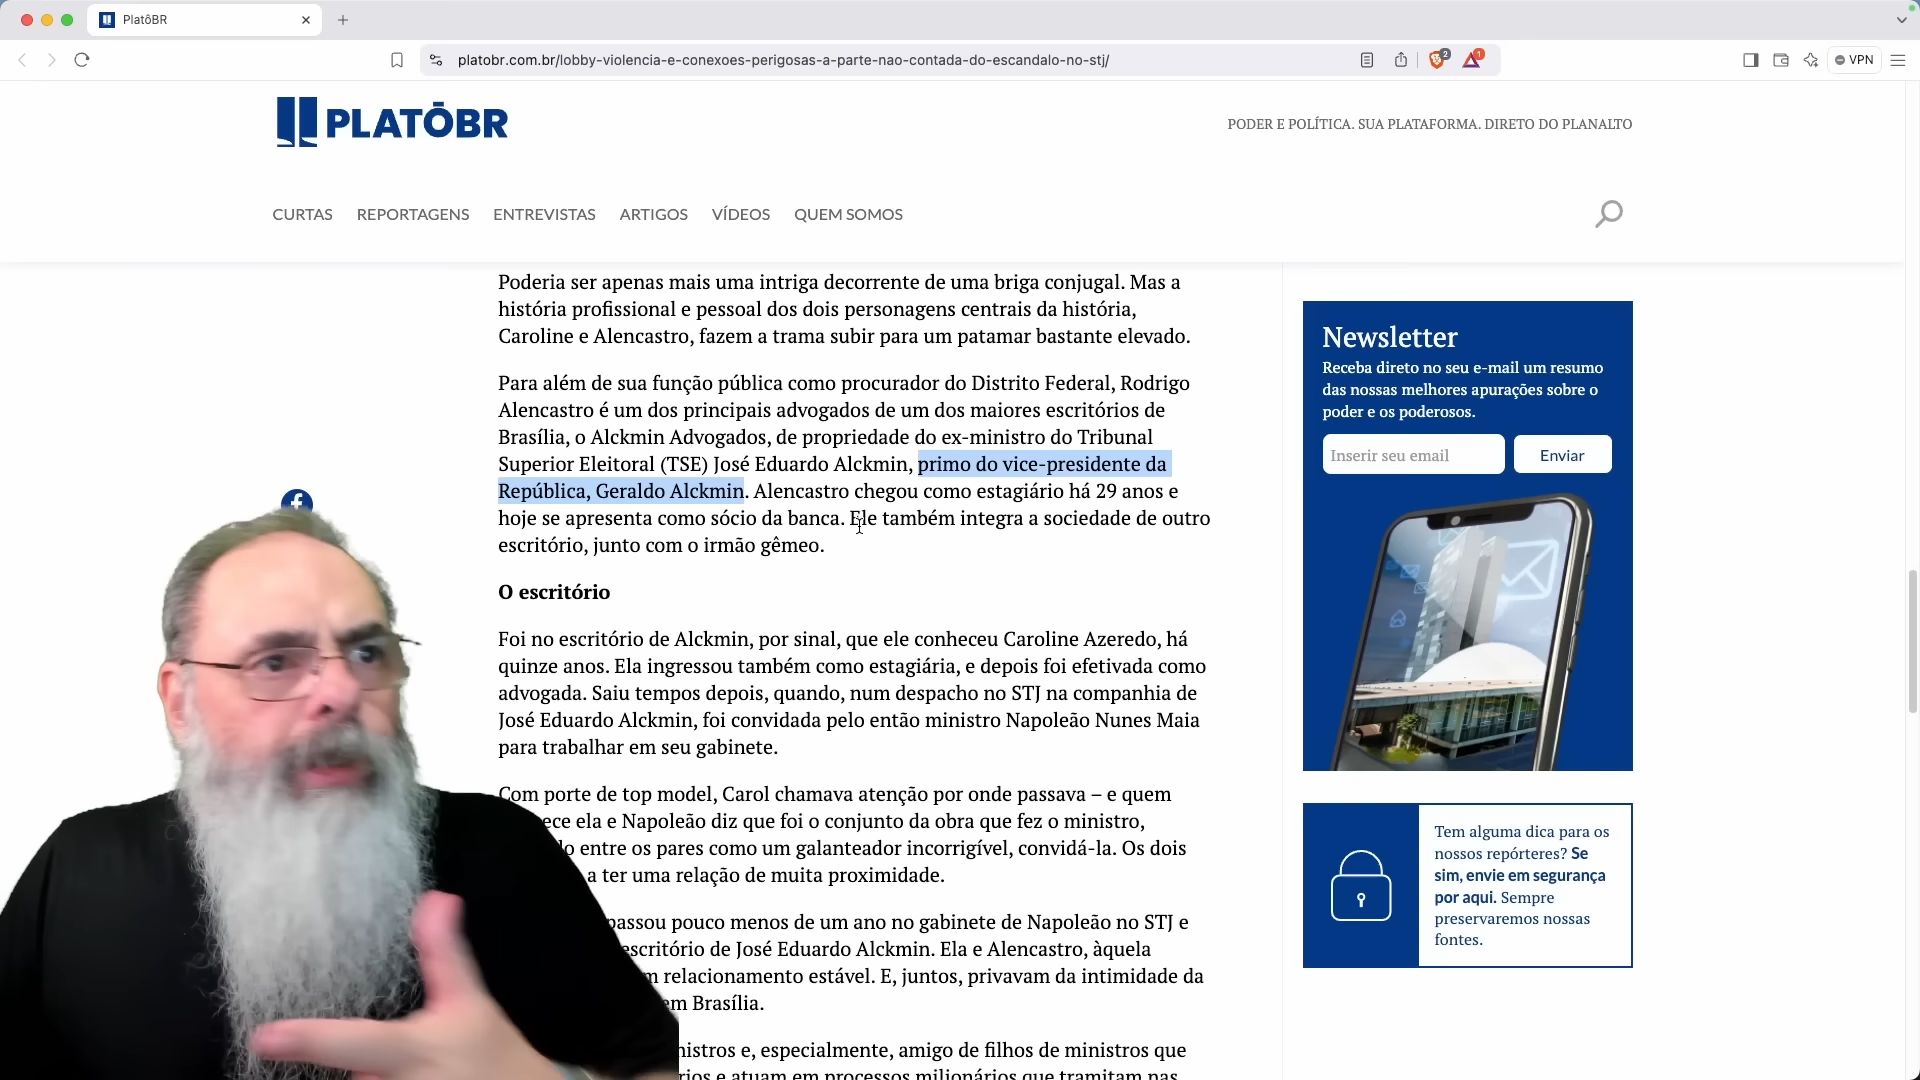 PlatôBR
platobr.com.br/lobby-violencia-e-conexoes-perigosas-a-parte-nao-contada-do-escandalo-no-stj/
2
1
VPN
PLATÔBR
PODER E POLÍTICA. SUA PLATAFORMA. DIRETO DO PLANALTO
CURTAS REPORTAGENS ENTREVISTAS ARTIGOS VÍDEOS QUEM SOMOS
Poderia ser apenas mais uma intriga decorrente de uma briga conjugal. Mas a
história profissional e pessoal dos dois personagens centrais da história,
Caroline e Alencastro, fazem a trama subir para um patamar bastante elevado.
Para além de sua função pública como procurador do Distrito Federal, Rodrigo
Alencastro é um dos principais advogados de um dos maiores escritórios de
Brasília, o Alckmin Advogados, de propriedade do ex-ministro do Tribunal
Superior Eleitoral (TSE) José Eduardo Alckmin, primo do vice-presidente da
República, Geraldo Alckmin. Alencastro chegou como estagiário há 29 anos e
hoje se apresenta como sócio da banca. Ele também integra a sociedade de outro
escritório, junto com o irmão gêmeo.
O escritório
Foi no escritório de Alckmin, por sinal, que ele conheceu Caroline Azeredo, há
quinze anos. Ela ingressou também como estagiária, e depois foi efetivada como
advogada. Saiu tempos depois, quando, num despacho no STJ na companhia de
José Eduardo Alckmin, foi convidada pelo então ministro Napoleão Nunes Maia
para trabalhar em seu gabinete.
Com porte de top model, Carol chamava atenção por onde passava – e quem
ece ela e Napoleão diz que foi o conjunto da obra que fez o ministro,
entre os pares como um galanteador incorrigível, convidá-la. Os dois
a ter uma relação de muita proximidade.
passou pouco menos de um ano no gabinete de Napoleão no STJ e
escritório de José Eduardo Alckmin. Ela e Alencastro, àquela
relacionamento estável. E, juntos, privavam da intimidade da
em Brasília.
nistros e, especialmente, amigo de filhos de ministros que
rios e atuam em processos milionários que tramitam nas
Newsletter
Receba direto no seu e-mail um resumo
das nossas melhores apurações sobre o
poder e os poderosos.
Inserir seu email
Enviar
Tem alguma dica para os
nossos repórteres? Se
sim, envie em segurança
por aqui. Sempre
preservaremos nossas
fontes.